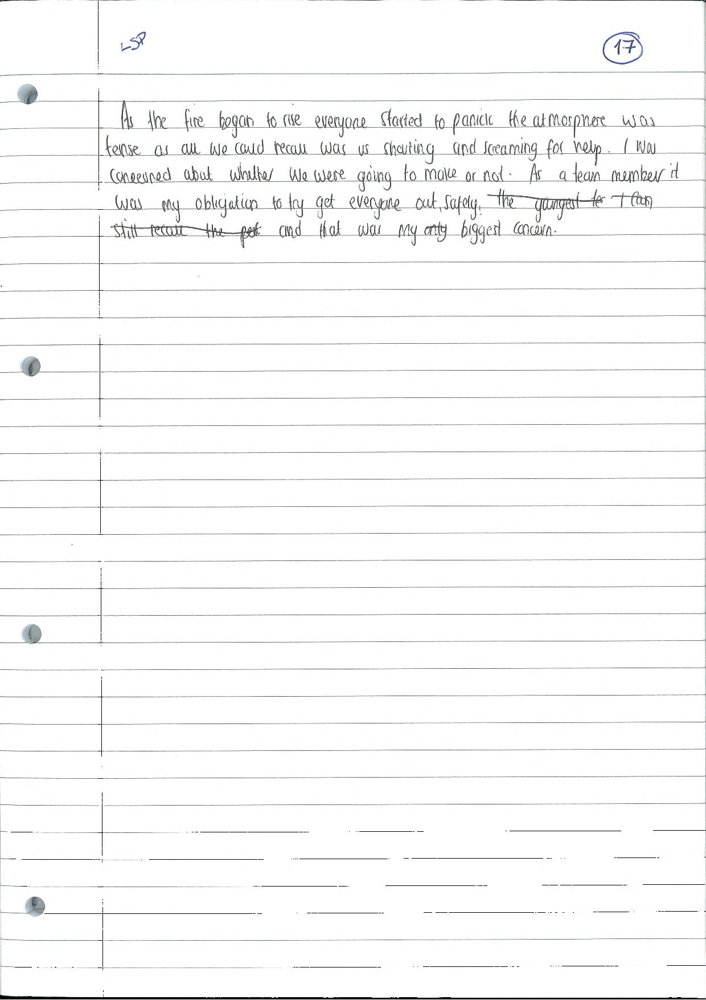 LSP
17
As the fire began to rise everyone started to panick the atmosphere was
tense as all we could recall was us shouting and screaming for help. I was
concerned about whether we were going to make or not. As a team member it
was my obligation to try get everyone out, safely. the youngest for I can
still recall the past and that was my only biggest concern.